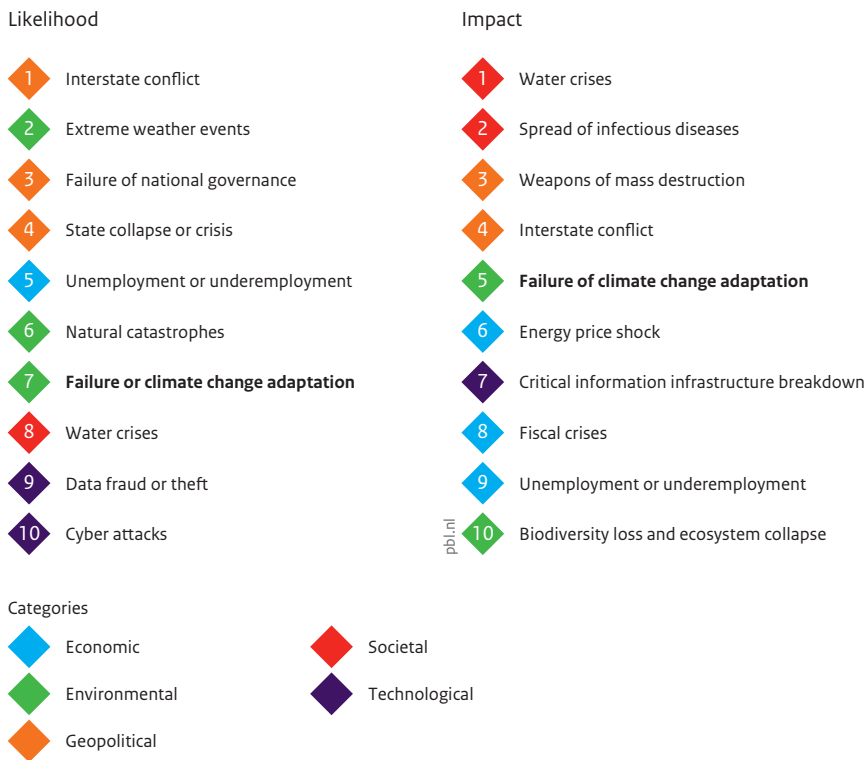 Likelihood
1 Interstate conflict
2 Extreme weather events
3 Failure of national governance
4 State collapse or crisis
5 Unemployment or underemployment
6 Natural catastrophes
7 Failure or climate change adaptation
8 Water crises
9 Data fraud or theft
10 Cyber attacks
Impact
1 Water crises
2 Spread of infectious diseases
3 Weapons of mass destruction
4 Interstate conflict
5 Failure of climate change adaptation
6 Energy price shock
7 Critical information infrastructure breakdown
8 Fiscal crises
9 Unemployment or underemployment
10 Biodiversity loss and ecosystem collapse
pbl.nl
Categories
Economic
Environmental
Geopolitical
Societal
Technological